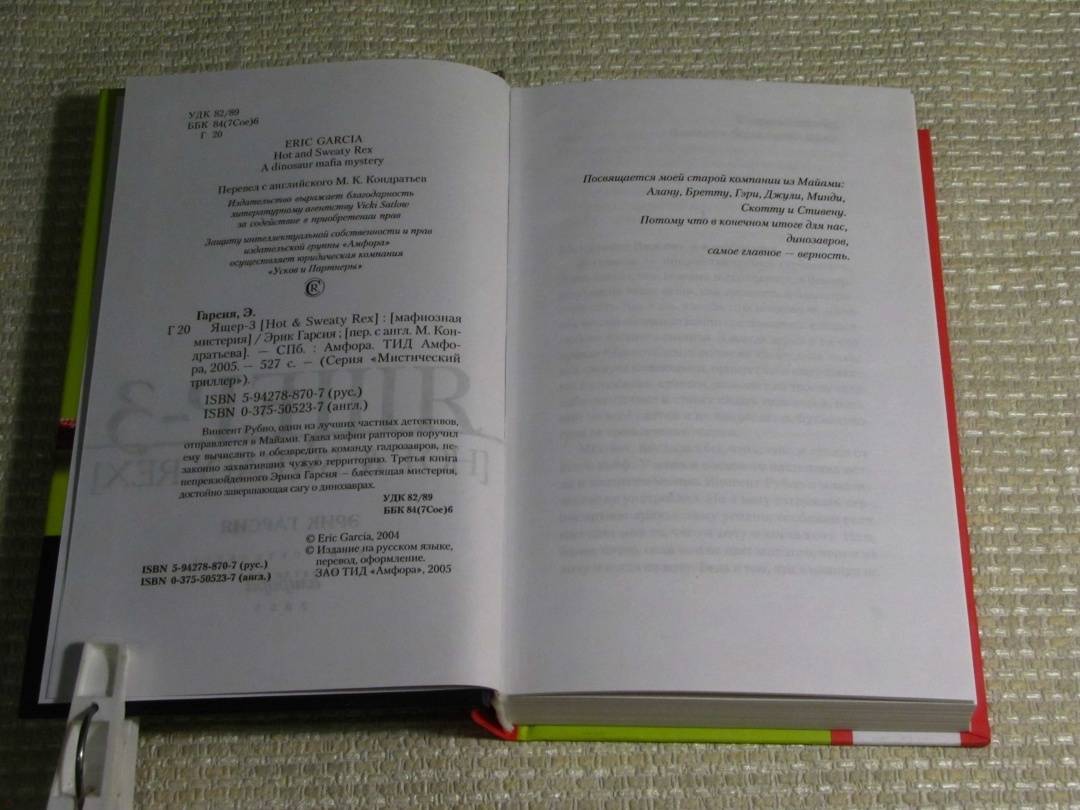 УДК 82/89
ББК 84(7Сое)6
Г 20
ERIC GARCIA
Hot and Sweaty Rex
A dinosaur mafia mystery
Перевел с английского М. К. Кондратьев
Издательство выражает благодарность
литературному агентству Vicki Satlow
за содействие в приобретении прав
Защиту интеллектуальной собственности и прав
издательской группы «Амфора»
осуществляет юридическая компания
«Усков и Партнеры»
Гарсия, Э.
Г 20 Ящер-3 [Hot & Sweaty Rex] : [мафиозная
мистерия] / Эрик Гарсия ; [пер. с англ. М. Кон-
дратьева]. — СПб. : Амфора. ТИД Амфо-
ра, 2005. — 527 с. — (Серия «Мистический
триллер»).
ISBN 5-94278-870-7 (рус.)
ISBN 0-375-50523-7 (англ.)
Винсент Рубио, один из лучших частных детективов,
отправляется в Майами. Глава мафии рапторов поручил
ему вычислить и обезвредить команду гадрозавров, не-
законно захвативших чужую территорию. Третья книга
непревзойденного Эрика Гарсия — блестящая мистерия,
достойно завершающая сагу о динозаврах.
УДК 82/89
ББК 84(7Сое)6
© Eric Garcia, 2004
© Издание на русском языке,
перевод, оформление.
ЗАО ТИД «Амфора», 2005
ISBN 5-94278-870-7 (рус.)
ISBN 0-375-50523-7 (англ.)
Посвящается моей старой компании из Майами:
Алану, Бретту, Гэри, Джули, Минди,
Скотту и Стивену.
Потому что в конечном итоге для нас,
динозавров,
самое главное — верность.